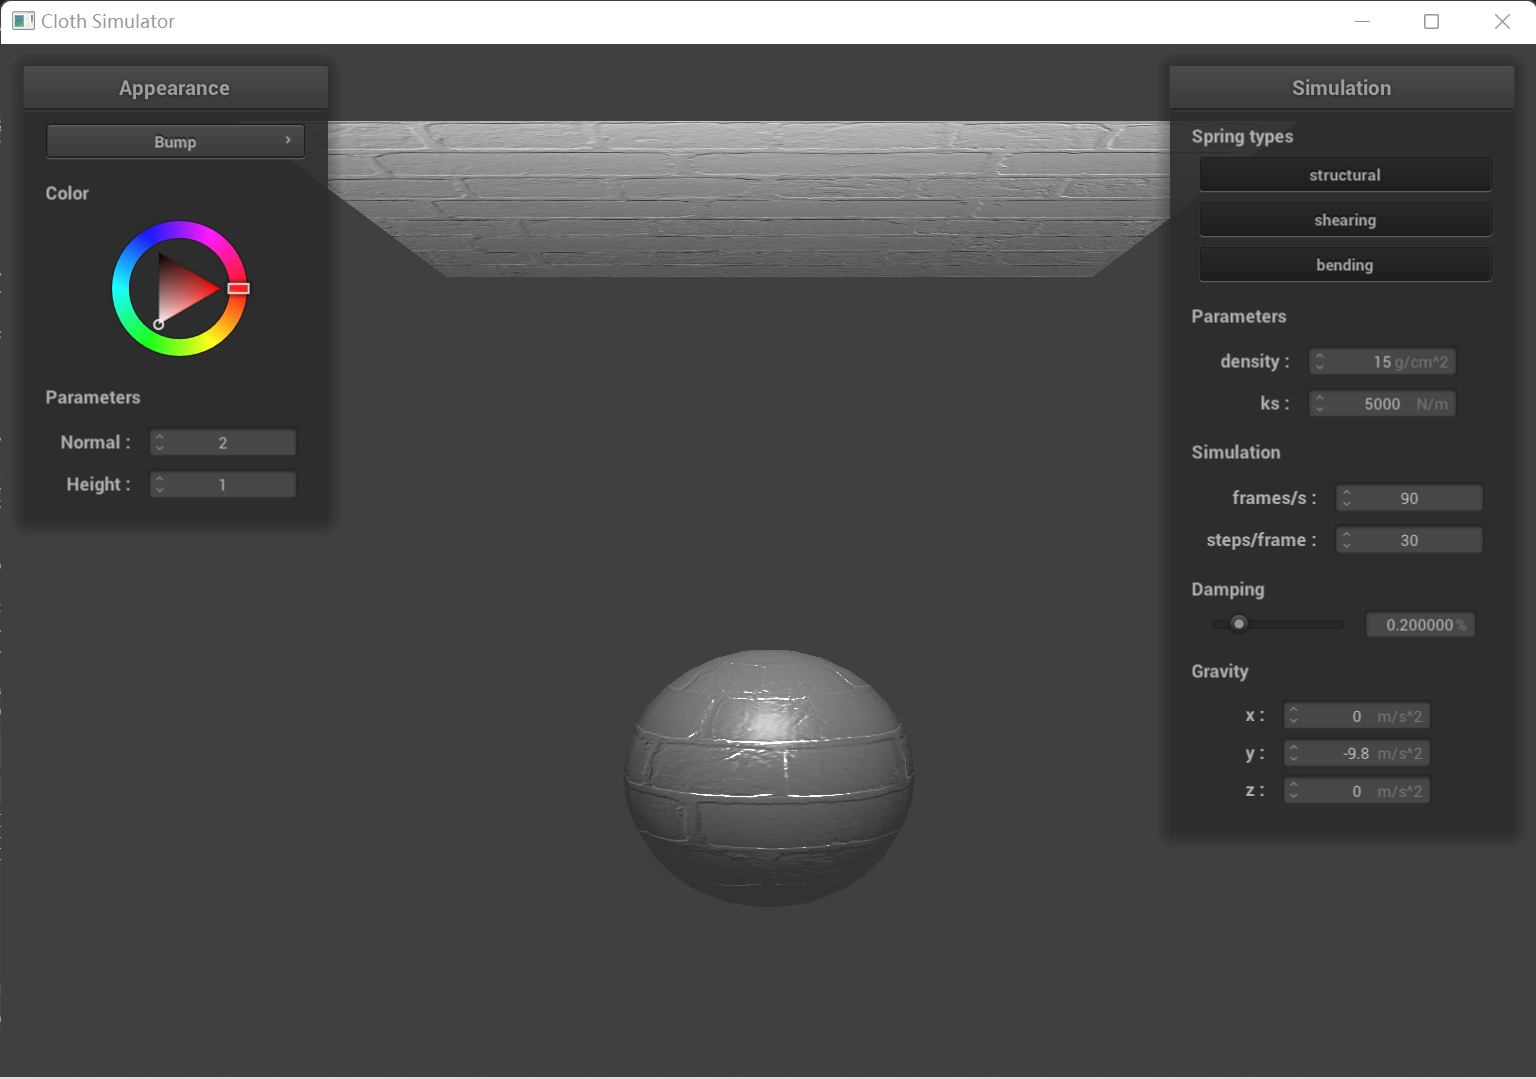 Cloth Simulator
Appearance
Bump
Color
Parameters
Normal : 2
Height : 1
Simulation
Spring types
structural
shearing
bending
Parameters
density : 15 g/cm^2
ks : 5000 N/m
Simulation
frames/s : 90
steps/frame : 30
Damping
0.200000 %
Gravity
x : 0 m/s^2
y : -9.8 m/s^2
z : 0 m/s^2